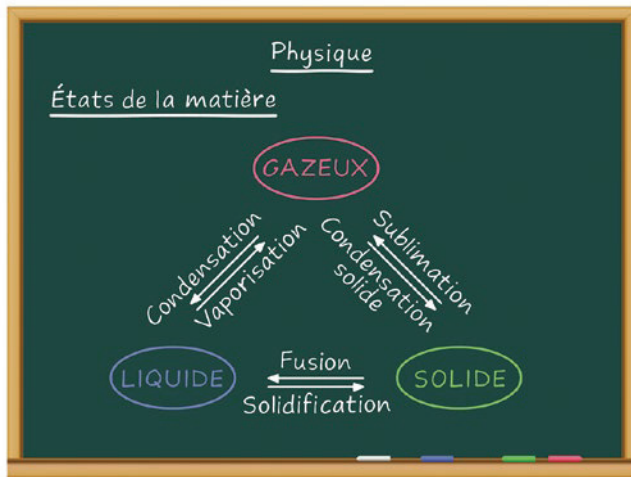 Physique
États de la matière
GAZEUX
Condensation
Vaporisation
Sublimation
Condensation
solide
LIQUIDE
Fusion
Solidification
SOLIDE